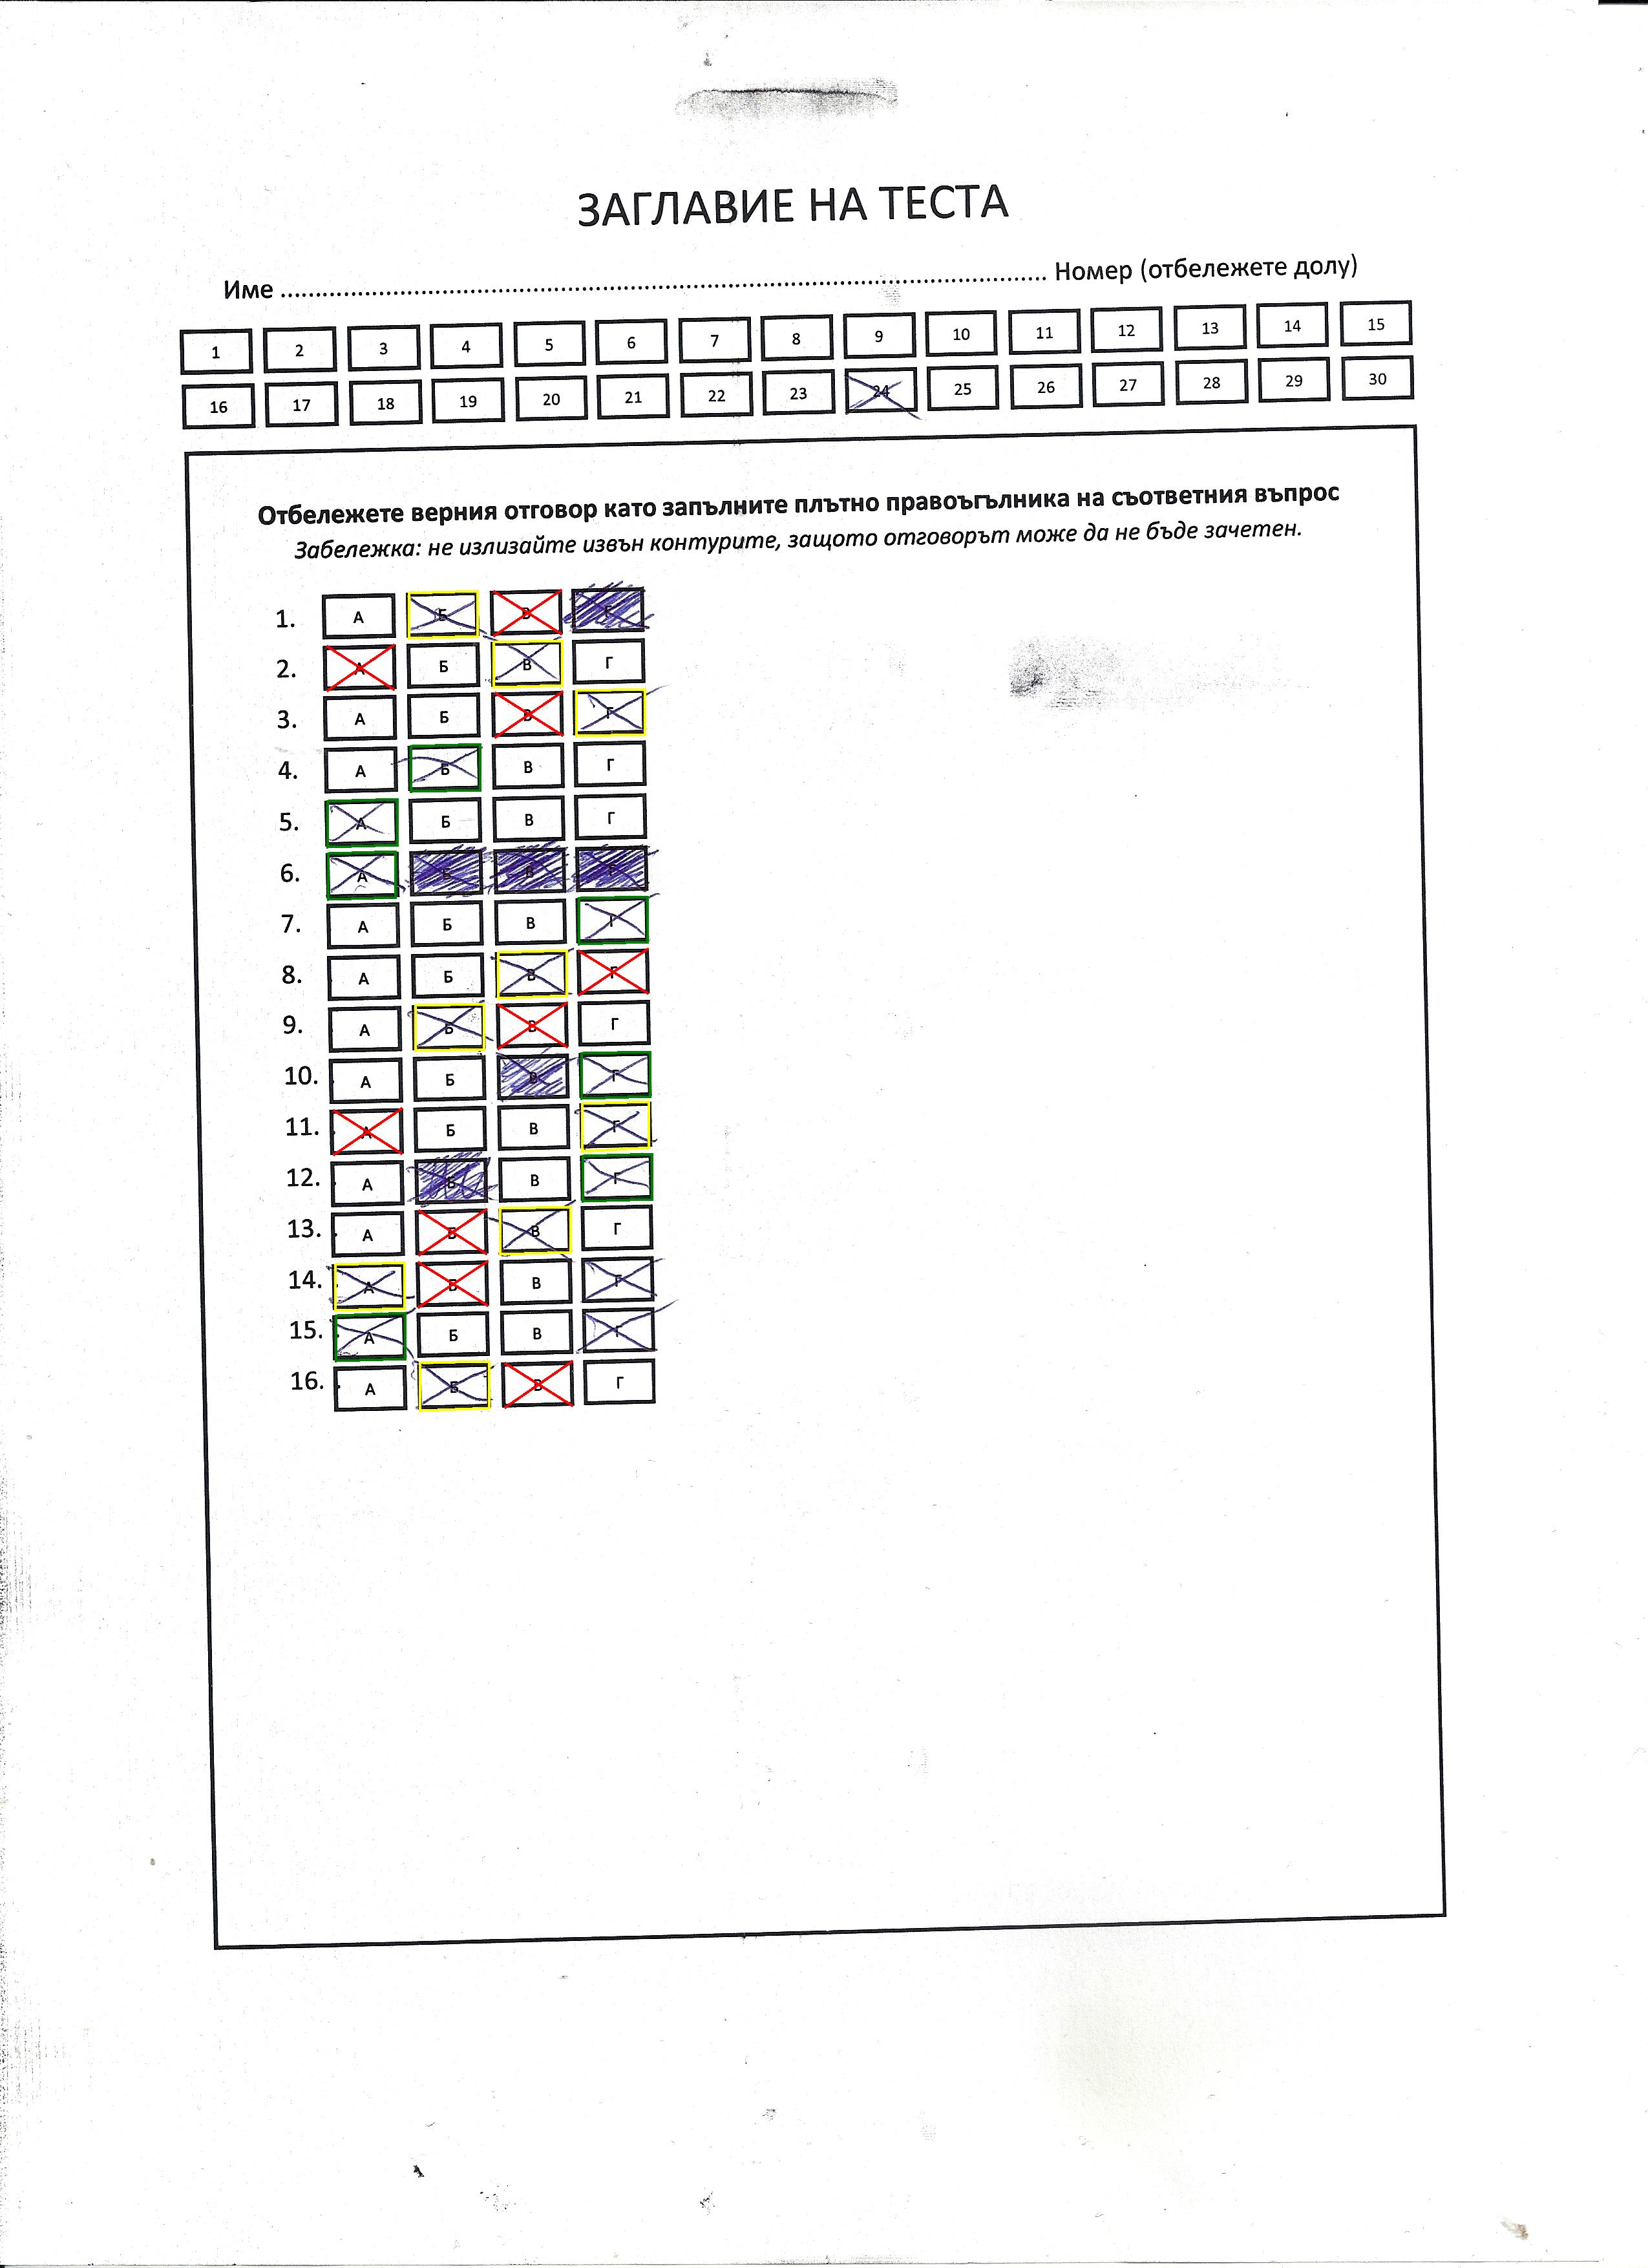 ЗАГЛАВИЕ НА ТЕСТА
Име ........................................................................................................ Номер (отбележете долу)
1 2 3 4 5 6 7 8 9 10 11 12 13 14 15
16 17 18 19 20 21 22 23 24 25 26 27 28 29 30
Отбележете верния отговор като запълните плътно правоъгълника на съответния въпрос
Забележка: не излизайте извън контурите, защото отговорът може да не бъде зачетен.
1. А Б В Г
2. А Б В Г
3. А Б В Г
4. А Б В Г
5. А Б В Г
6. А Б В Г
7. А Б В Г
8. А Б В Г
9. А Б В Г
10. А Б В Г
11. А Б В Г
12. А Б В Г
13. А Б В Г
14. А Б В Г
15. А Б В Г
16. А Б В Г